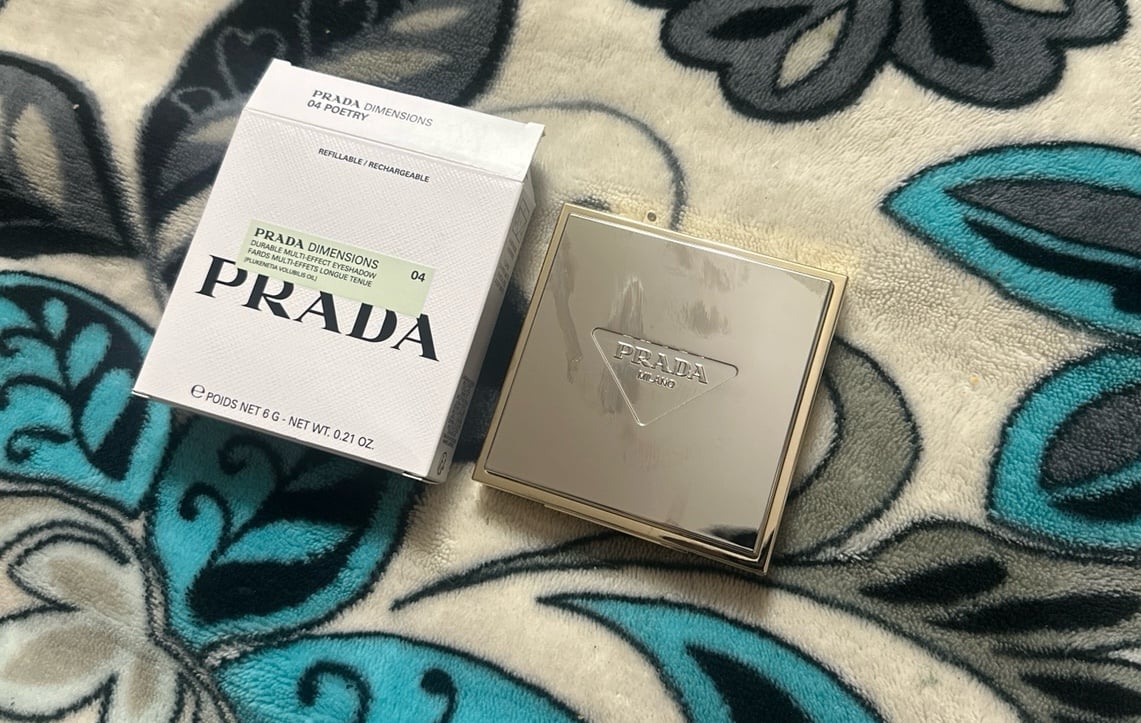 PRADA DIMENSIONS
04 POETRY
REFILLABLE / RECHARGEABLE
PRADA DIMENSIONS
DURABLE MULTI-EFFECT EYESHADOW
FARDS MULTI-EFFETS LONGUE TENUE
(PLUKENETIA VOLUBILIS OIL)
04
PRADA
℮ POIDS NET 6 G - NET WT. 0.21 OZ.
PRADA
MILANO